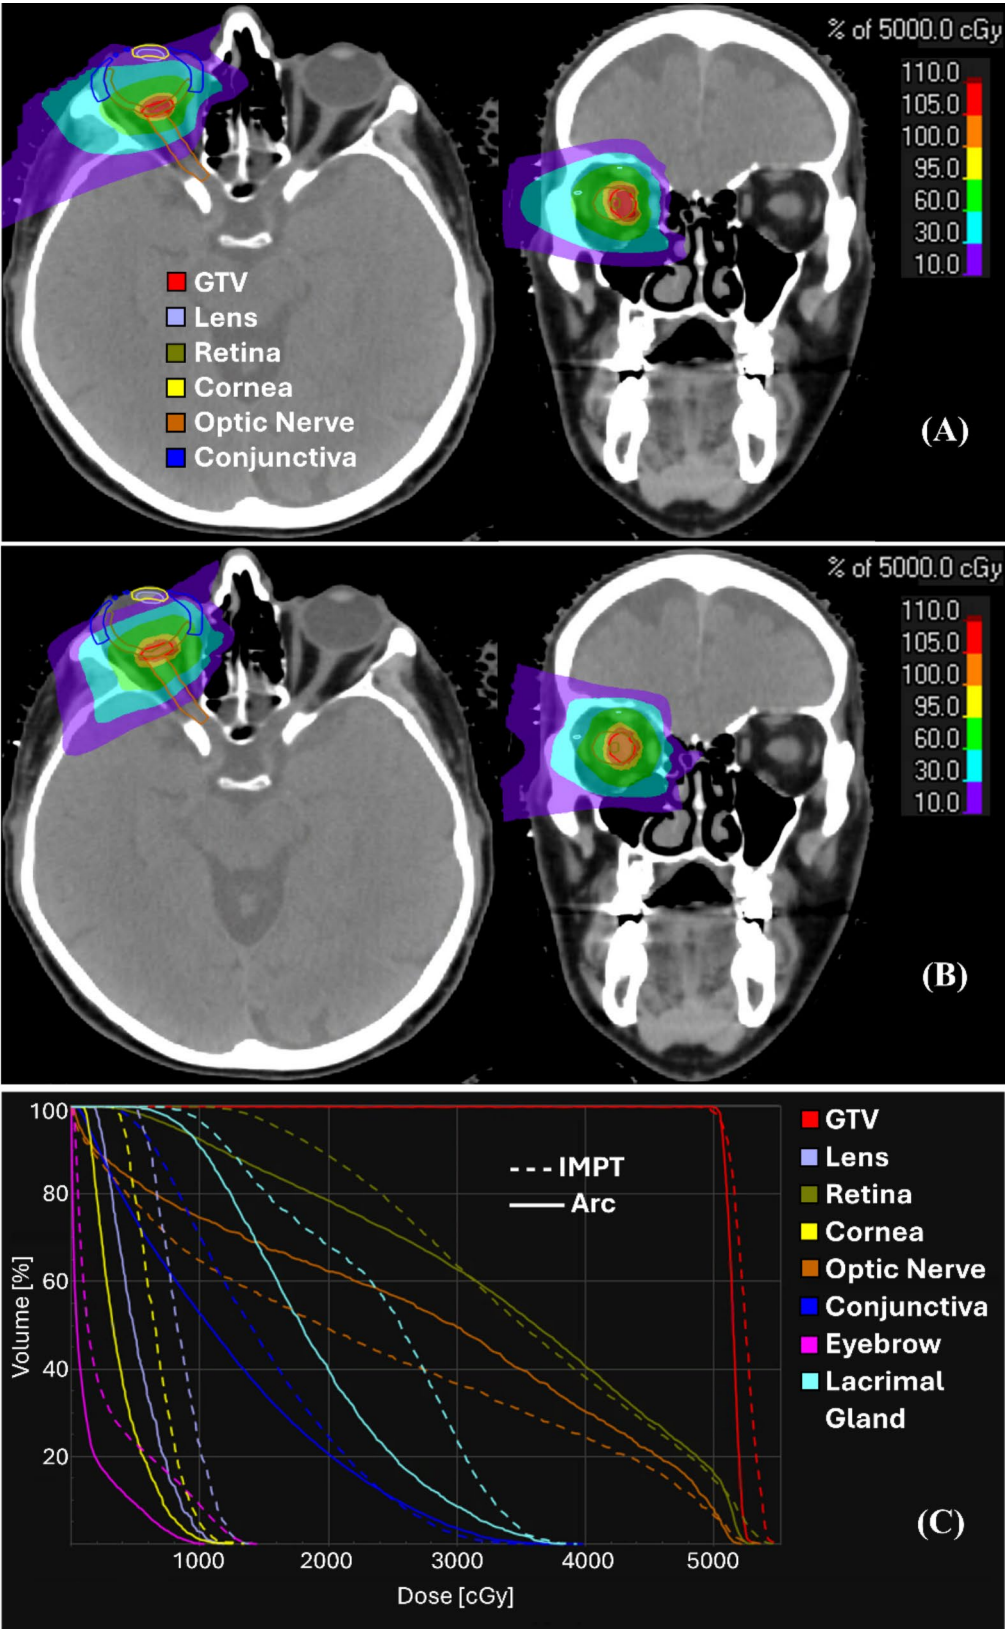 % of 5000.0 cGy
110.0
105.0
100.0
95.0
60.0
30.0
10.0
GTV
Lens
Retina
Cornea
Optic Nerve
Conjunctiva
(A)
% of 5000.0 cGy
110.0
105.0
100.0
95.0
60.0
30.0
10.0
(B)
100
80
60
40
20
Volume [%]
1000 2000 3000 4000 5000
Dose [cGy]
IMPT
Arc
GTV
Lens
Retina
Cornea
Optic Nerve
Conjunctiva
Eyebrow
Lacrimal
Gland
(C)